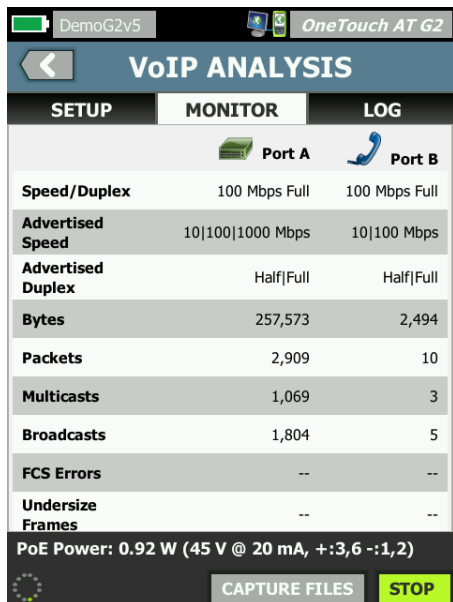 DemoG2v5 OneTouch AT G2
VoIP ANALYSIS
SETUP MONITOR LOG
Port A Port B
Speed/Duplex 100 Mbps Full 100 Mbps Full
Advertised
Speed 10|100|1000 Mbps 10|100 Mbps
Advertised
Duplex Half|Full Half|Full
Bytes 257,573 2,494
Packets 2,909 10
Multicasts 1,069 3
Broadcasts 1,804 5
FCS Errors -- --
Undersize
Frames -- --
PoE Power: 0.92 W (45 V @ 20 mA, +:3,6 -:1,2)
CAPTURE FILES STOP